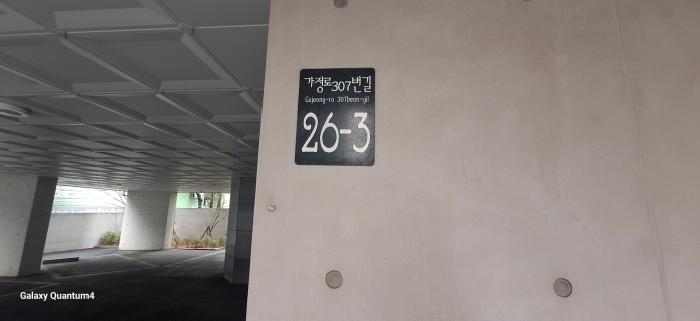 가정로307번길
Gajeong-ro 307beon-gil
26-3
Galaxy Quantum4